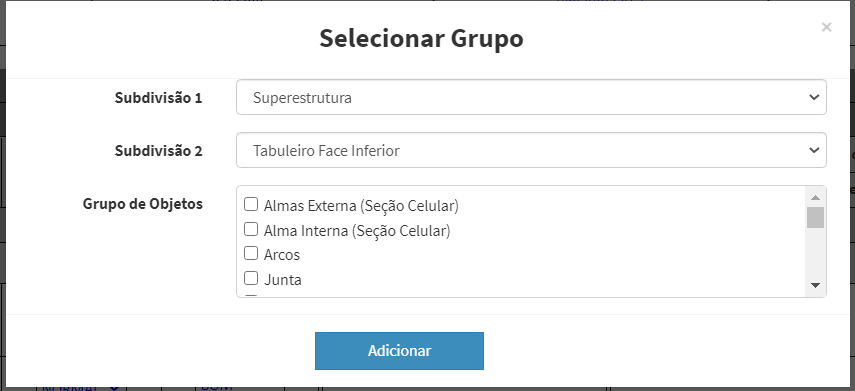 Selecionar Grupo
×
Subdivisão 1
Superestrutura
Subdivisão 2
Tabuleiro Face Inferior
Grupo de Objetos
Almas Externa (Seção Celular)
Alma Interna (Seção Celular)
Arcos
Junta
Adicionar
NORMAL